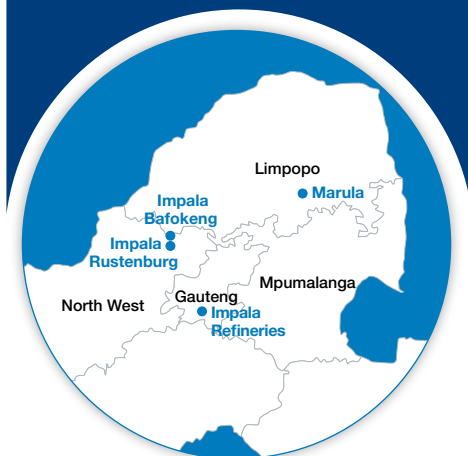 Limpopo
Marula
Impala
Bafokeng
Impala
Rustenburg
Mpumalanga
Gauteng
North West
Impala
Refineries